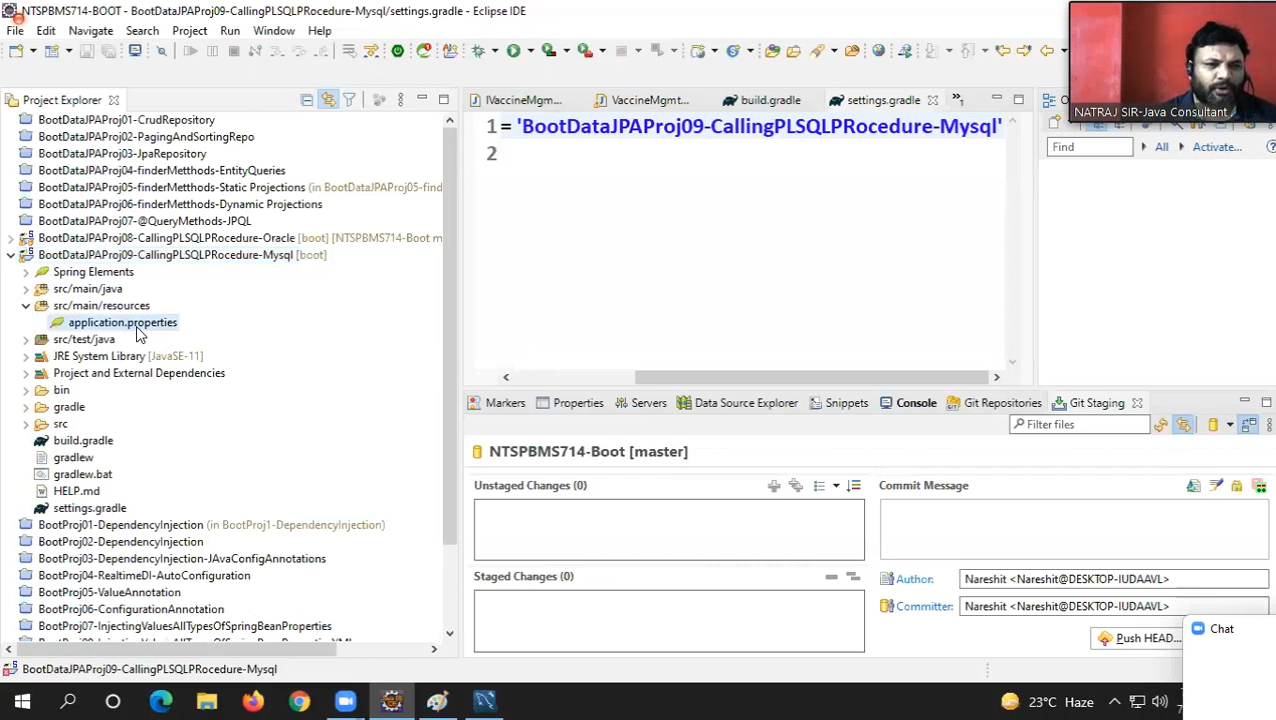 NTSPBMS714-BOOT - BootDataJPAProj09-CallingPLSQLPRocedure-Mysql/settings.gradle - Eclipse IDE
File Edit Navigate Search Project Run Window Help
NATRAJ SIR-Java Consultant
Project Explorer
BootDataJPAProj01-CrudRepository
BootDataJPAProj02-PagingAndSortingRepo
BootDataJPAProj03-JpaRepository
BootDataJPAProj04-finderMetthods-EntityQueries
BootDataJPAProj05-finderMetthods-Static Projections (in BootDataJPAProj05-find
BootDataJPAProj06-finderMetthods-Dynamic Projections
BootDataJPAProj07-@QueryMethods-JPQL
BootDataJPAProj08-CallingPLSQLPRocedure-Oracle [boot] [NTSPBMS714-Boot m
BootDataJPAProj09-CallingPLSQLPRocedure-Mysql [boot]
Spring Elements
src/main/java
src/main/resources
application.properties
src/test/java
JRE System Library [JavaSE-11]
Project and External Dependencies
bin
gradle
src
build.gradle
gradlew
gradlew.bat
HELP.md
settings.gradle
BootProj01-DependencyInjection (in BootProj1-DependencyInjection)
BootProj02-DependencyInjection
BootProj03-DependencyInjection-JAvaConfigAnnotations
BootProj04-RealtimeDI-AutoConfiguration
BootProj05-ValueAnnotation
BootProj06-ConfigurationAnnotation
BootProj07-InjectingValuesAllTypesOfSpringBeanProperties
IVaccineMgm... VaccineMgmt... build.gradle settings.gradle »1
1 = 'BootDataJPAProj09-CallingPLSQLPRocedure-Mysql'
2
Find All Activate...
Markers Properties Servers Data Source Explorer Snippets Console Git Repositories Git Staging
Filter files
NTSPBMS714-Boot [master]
Unstaged Changes (0)
Staged Changes (0)
Commit Message
Author: Nareshit <Nareshit@DESKTOP-IUDAAVL>
Committer: Nareshit <Nareshit@DESKTOP-IUDAAVL>
Push HEAD...
Chat
BootDataJPAProj09-CallingPLSQLPRocedure-Mysql
23°C Haze